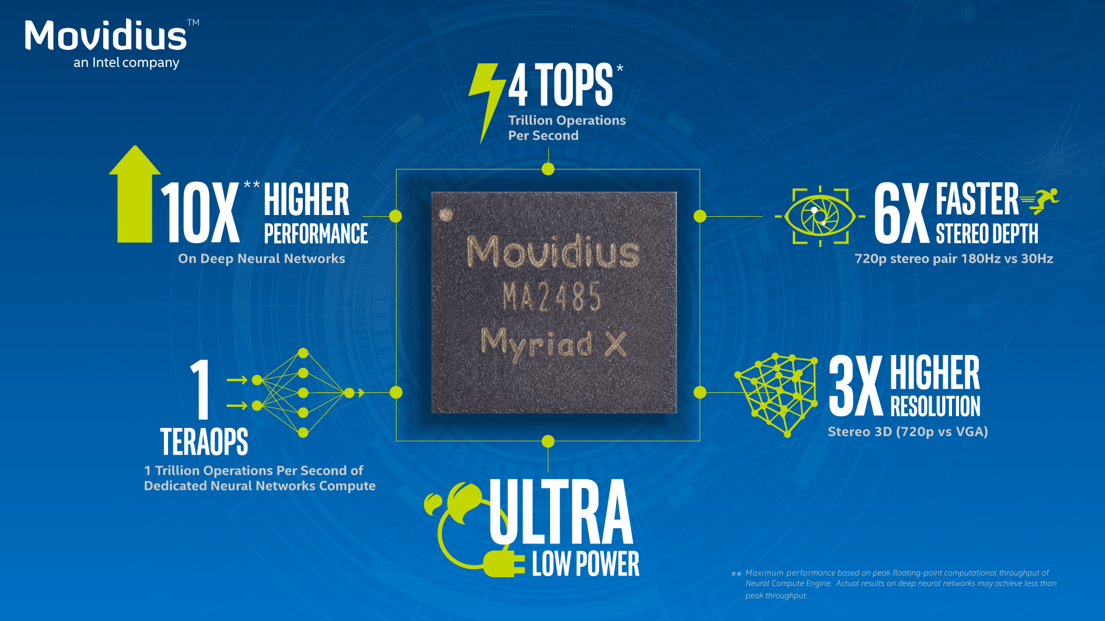 Movidius™
an Intel company
4 TOPS*
Trillion Operations
Per Second
10X** HIGHER
PERFORMANCE
On Deep Neural Networks
6X FASTER
STEREO DEPTH
720p stereo pair 180Hz vs 30Hz
Movidius
MA2485
Myriad X
1
TERAOPS
1 Trillion Operations Per Second of
Dedicated Neural Networks Compute
3X HIGHER
RESOLUTION
Stereo 3D (720p vs VGA)
ULTRA
LOW POWER
** Maximum performance based on peak floating-point computational throughput of
Neural Compute Engine. Actual results on deep neural networks may achieve less than
peak throughput.